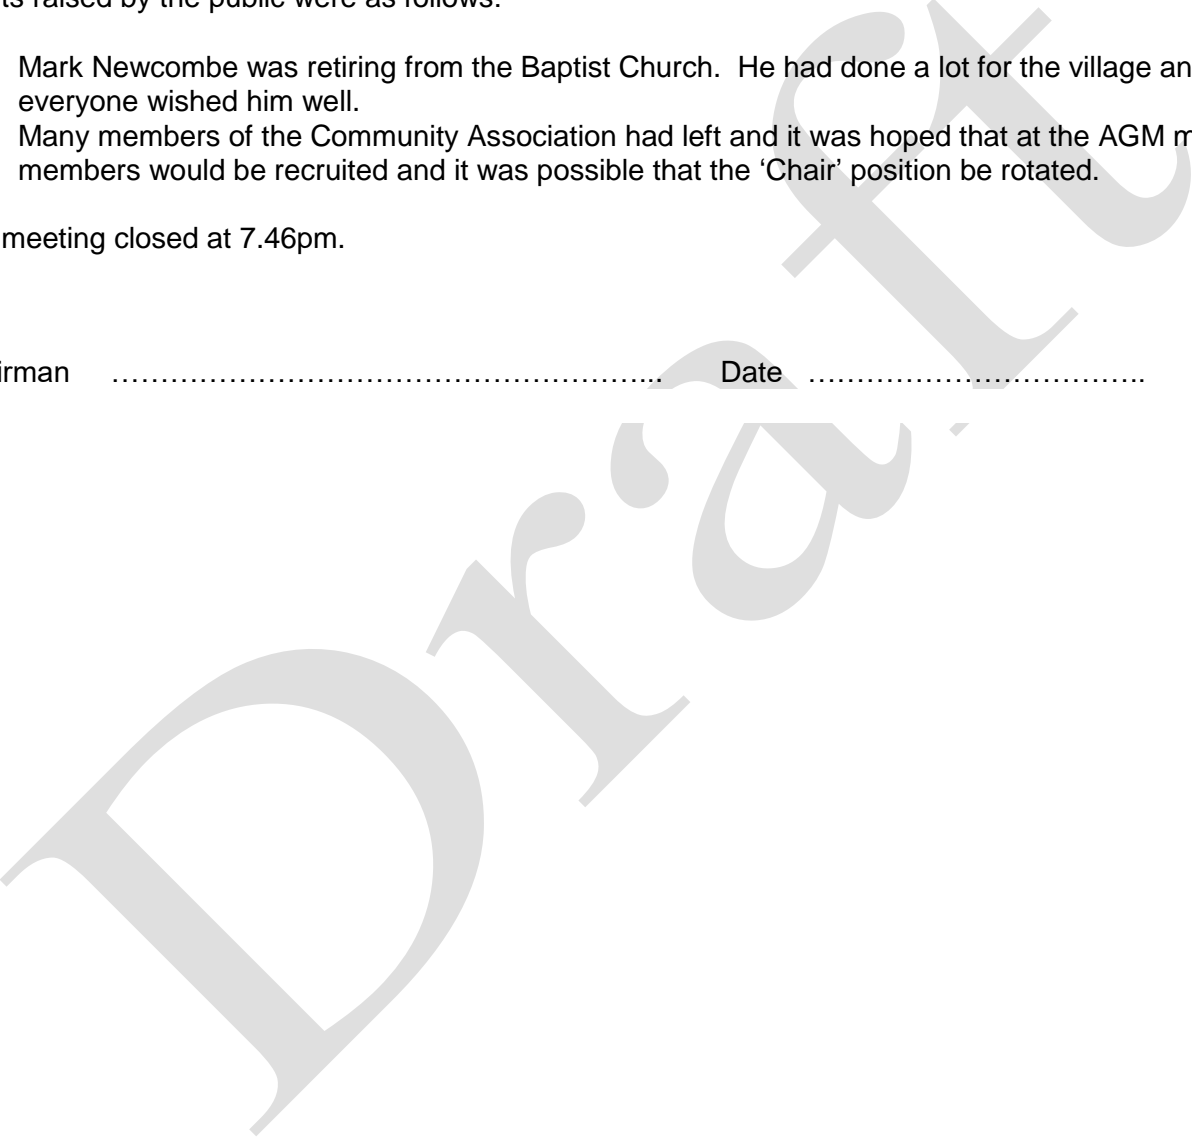 ts raised by the public were as follows:
Mark Newcombe was retiring from the Baptist Church.  He had done a lot for the village an
everyone wished him well.
Many members of the Community Association had left and it was hoped that at the AGM m
members would be recruited and it was possible that the ‘Chair’ position be rotated.
meeting closed at 7.46pm.
irman ………………………………………………... Date ……………………………..
Draft